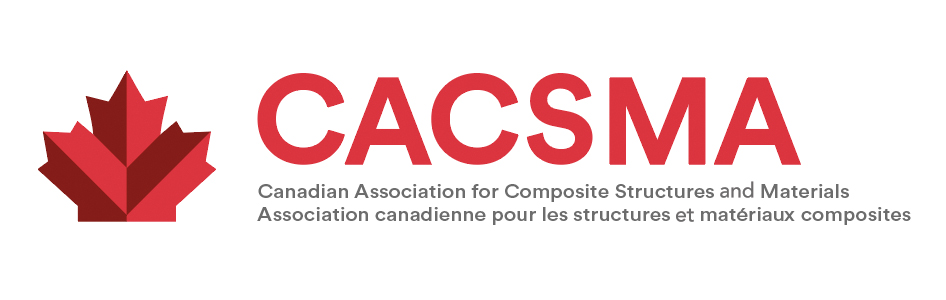 CACSMA
Canadian Association for Composite Structures and Materials
Association canadienne pour les structures et matériaux composites